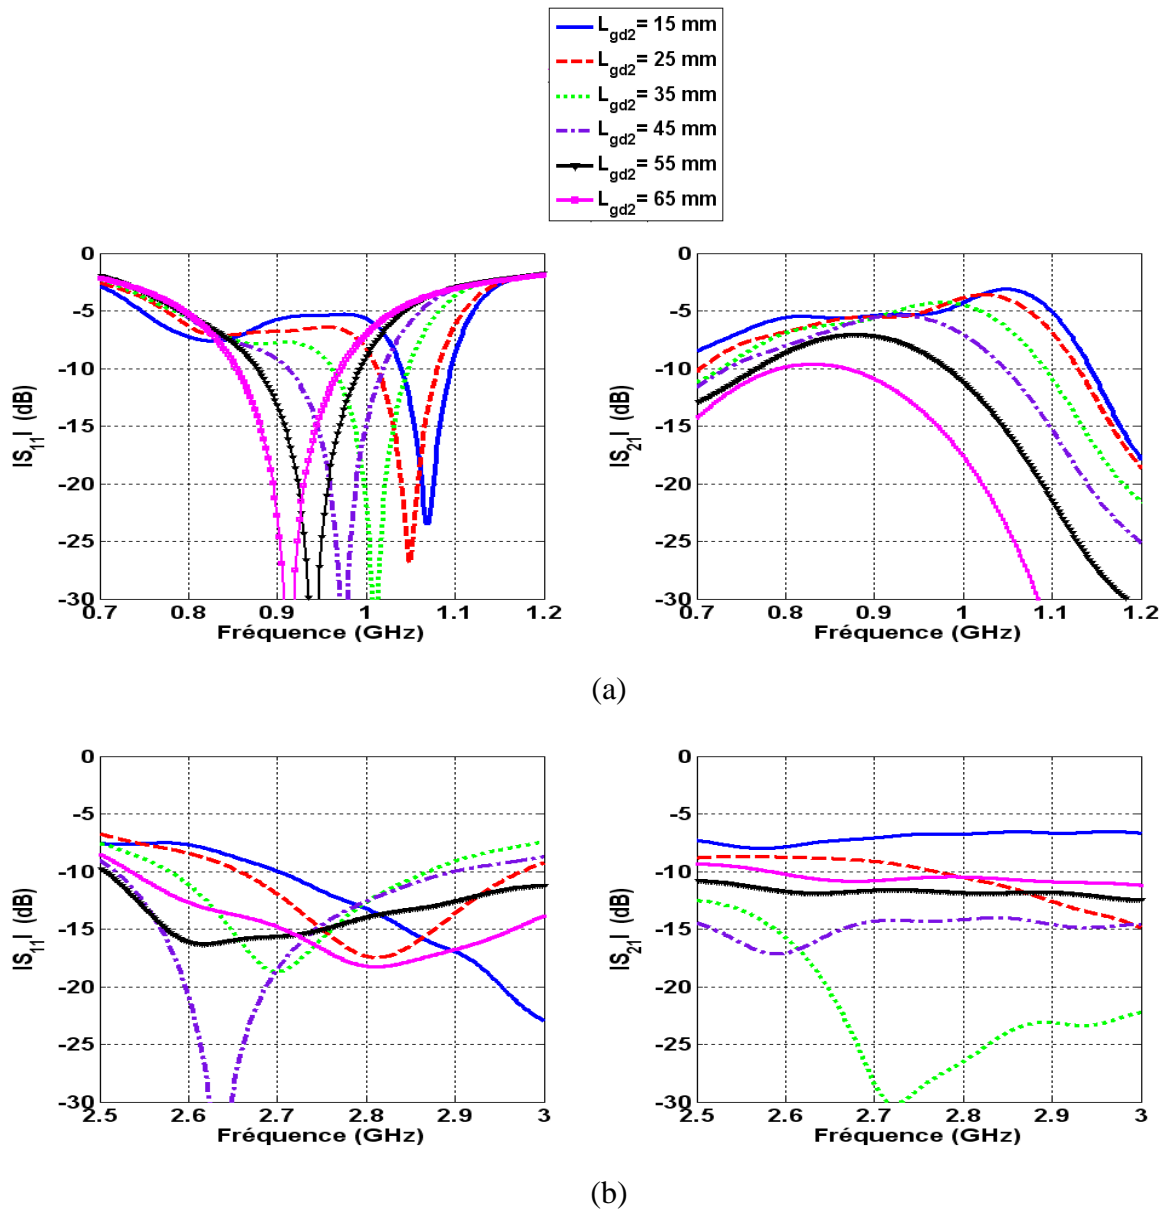 L_gd2 = 15 mm
L_gd2 = 25 mm
L_gd2 = 35 mm
L_gd2 = 45 mm
L_gd2 = 55 mm
L_gd2 = 65 mm
0
-5
-10
-15
-20
-25
-30
|S_11| (dB)
0.7 0.8 0.9 1 1.1 1.2
Fréquence (GHz)
0
-5
-10
-15
-20
-25
-30
|S_21| (dB)
0.7 0.8 0.9 1 1.1 1.2
Fréquence (GHz)
(a)
0
-5
-10
-15
-20
-25
-30
|S_11| (dB)
2.5 2.6 2.7 2.8 2.9 3
Fréquence (GHz)
0
-5
-10
-15
-20
-25
-30
|S_21| (dB)
2.5 2.6 2.7 2.8 2.9 3
Fréquence (GHz)
(b)